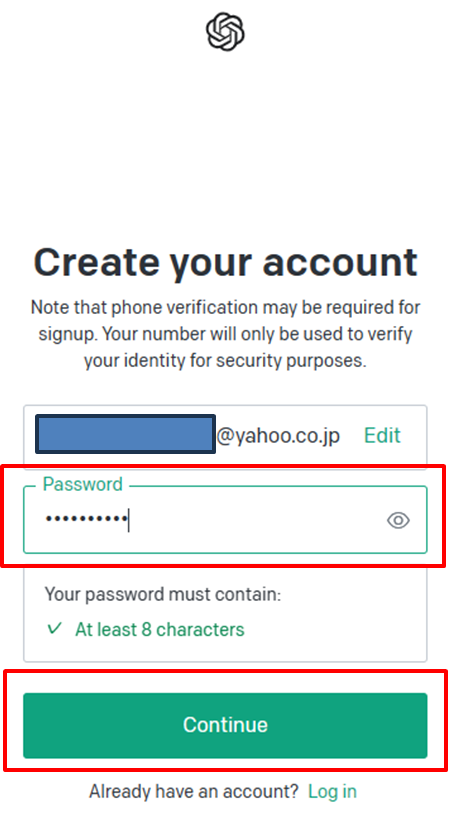 Create your account
Note that phone verification may be required for
signup. Your number will only be used to verify
your identity for security purposes.
@yahoo.co.jp Edit
Password
••••••••••
Your password must contain:
✓ At least 8 characters
Continue
Already have an account? Log in